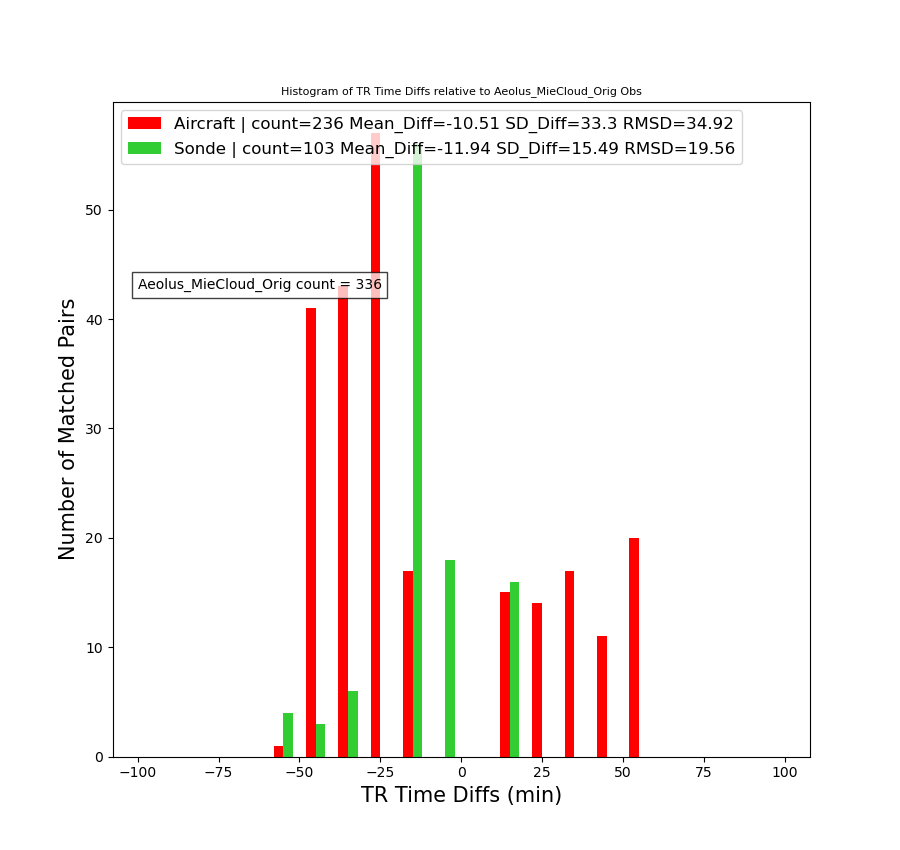 Histogram of TR Time Diffs relative to Aeolus_MieCloud_Orig Obs
Aircraft | count=236 Mean_Diff=-10.51 SD_Diff=33.3 RMSD=34.92
Sonde | count=103 Mean_Diff=-11.94 SD_Diff=15.49 RMSD=19.56
Aeolus_MieCloud_Orig count = 336
Number of Matched Pairs
50
40
30
20
10
0
−100 −75 −50 −25 0 25 50 75 100
TR Time Diffs (min)